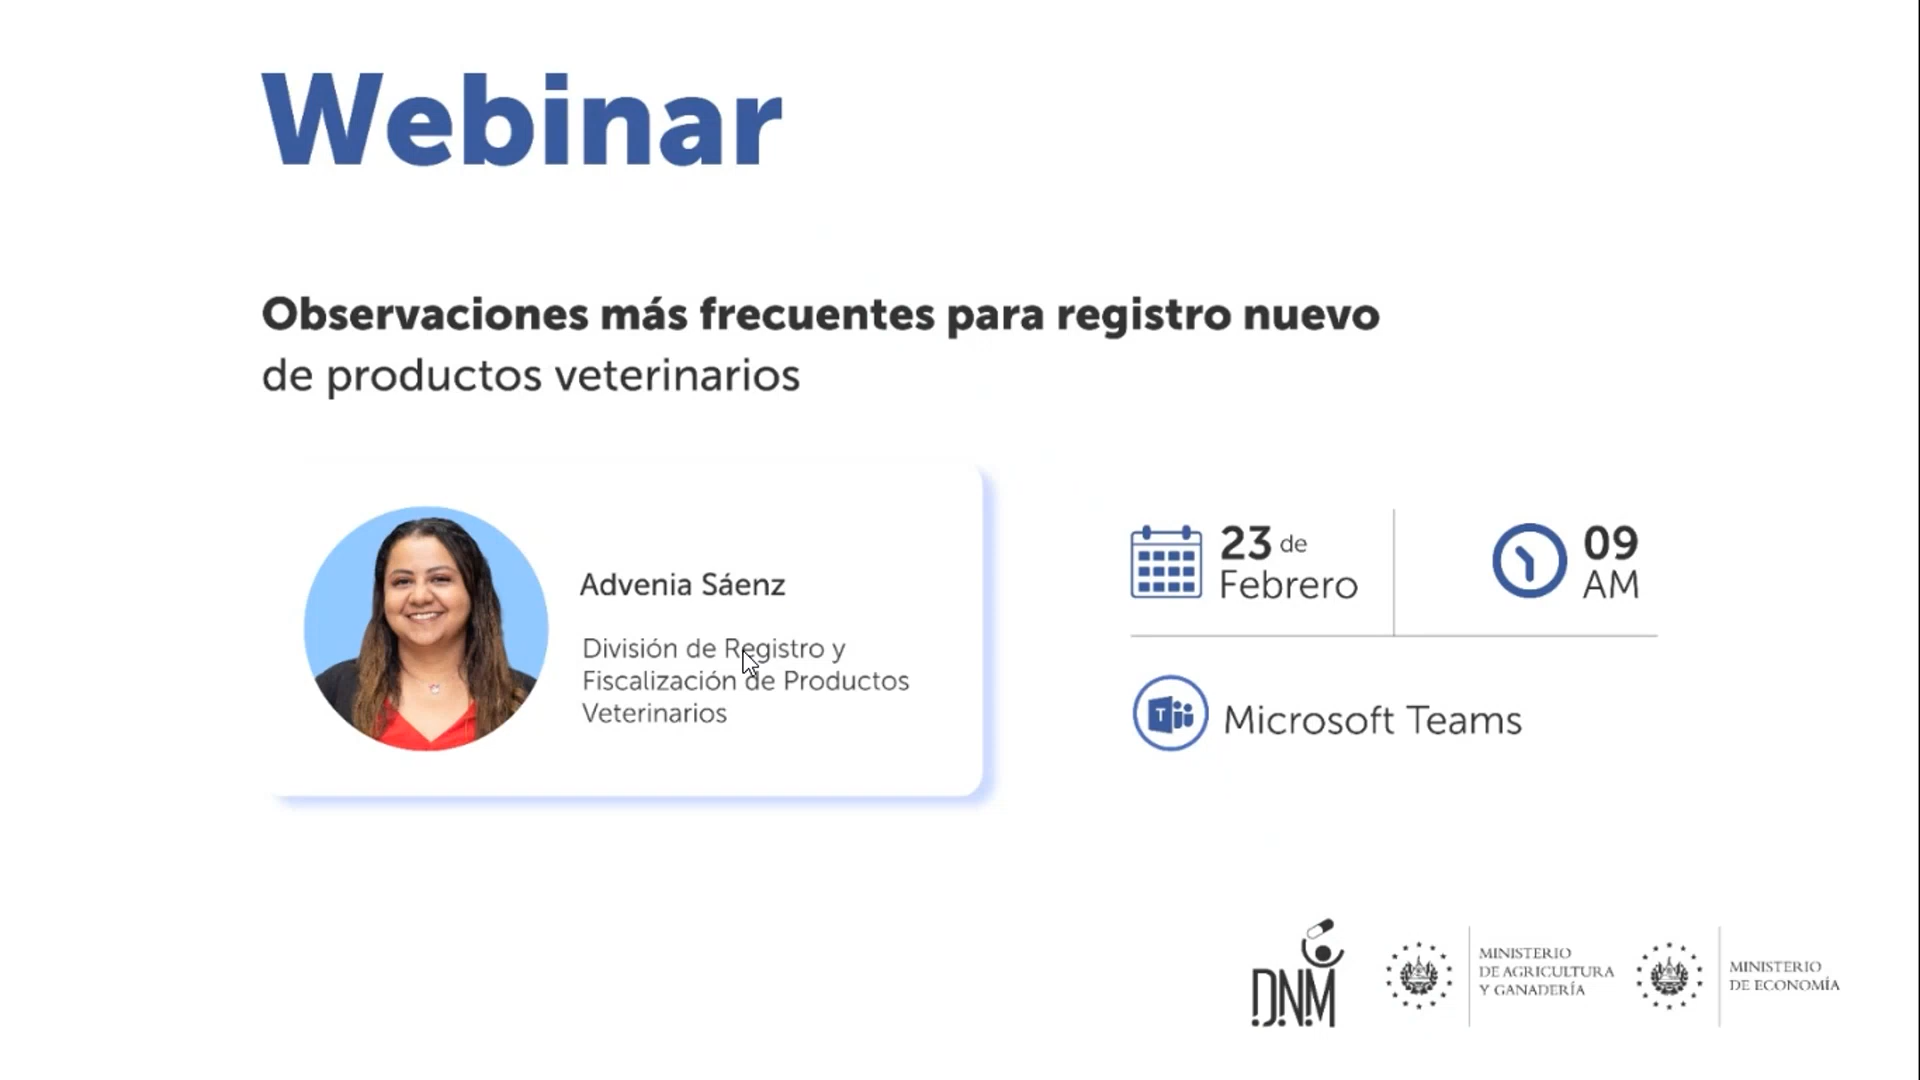 Webinar
Observaciones más frecuentes para registro nuevo
de productos veterinarios
Advenia Sáenz
División de Registro y
Fiscalización de Productos
Veterinarios
23 de
Febrero
09
AM
Microsoft Teams
DNM
MINISTERIO
DE AGRICULTURA
Y GANADERÍA
MINISTERIO
DE ECONOMÍA